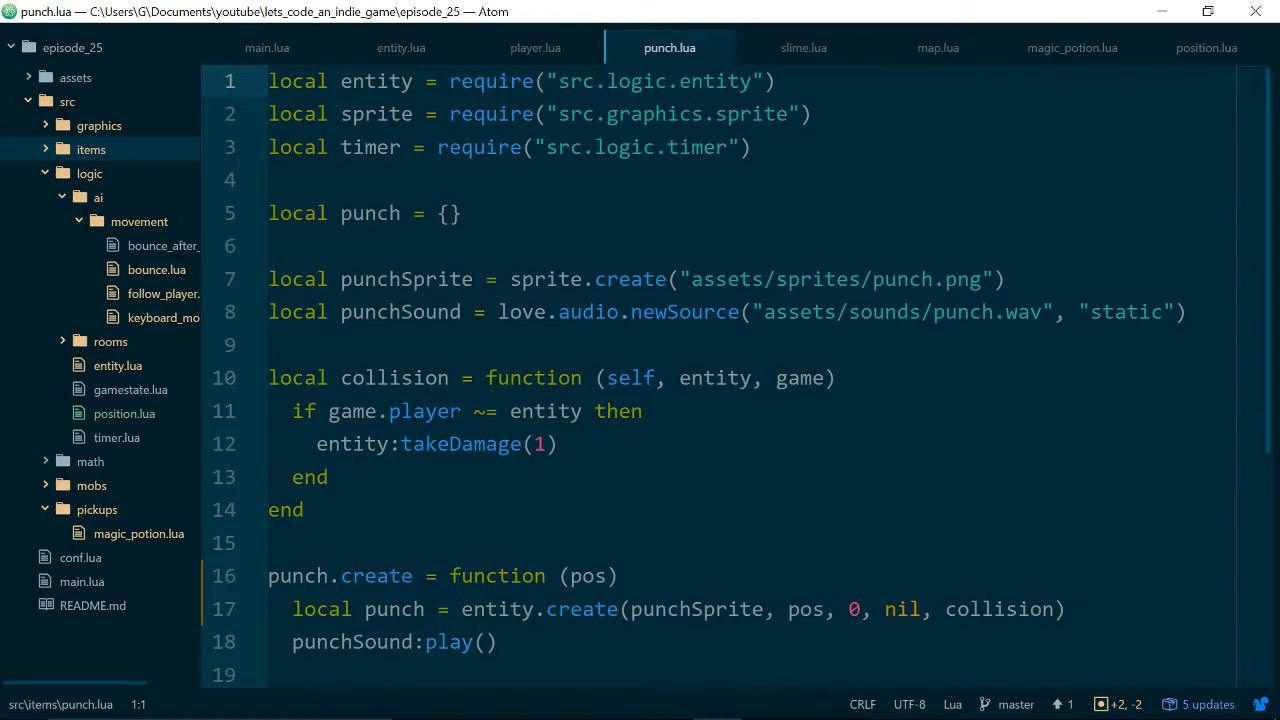 punch.lua — C:\Users\G\Documents\youtube\lets_code_an_indie_game\episode_25 — Atom
episode_25
main.lua
entity.lua
player.lua
punch.lua
slime.lua
map.lua
magic_potion.lua
position.lua
assets
src
graphics
items
logic
ai
movement
bounce_after_
bounce.lua
follow_player.
keyboard_mo
rooms
entity.lua
gamestate.lua
position.lua
timer.lua
math
mobs
pickups
magic_potion.lua
conf.lua
main.lua
README.md
1 local entity = require("src.logic.entity")
2 local sprite = require("src.graphics.sprite")
3 local timer = require("src.logic.timer")
4
5 local punch = {}
6
7 local punchSprite = sprite.create("assets/sprites/punch.png")
8 local punchSound = love.audio.newSource("assets/sounds/punch.wav", "static")
9
10 local collision = function (self, entity, game)
11 if game.player ~= entity then
12 entity:takeDamage(1)
13 end
14 end
15
16 punch.create = function (pos)
17 local punch = entity.create(punchSprite, pos, 0, nil, collision)
18 punchSound:play()
19
src\items\punch.lua 1:1
CRLF UTF-8 Lua master 1 +2, -2 5 updates